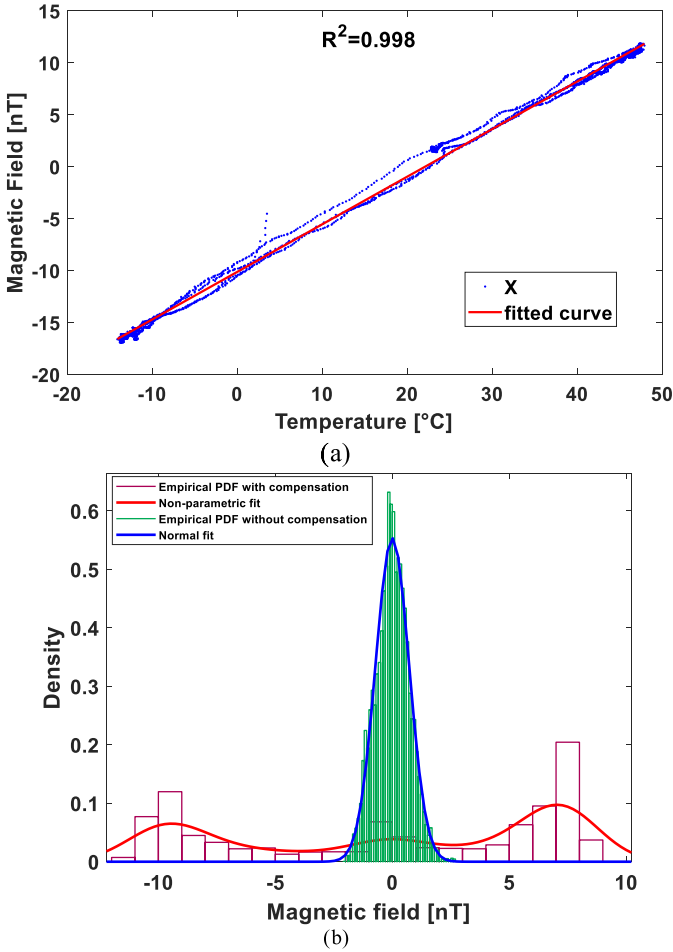 15
10
5
0
-5
-10
-15
-20
Magnetic Field [nT]
R2=0.998
X
fitted curve
-20
-10
0
10
20
30
40
50
Temperature [°C]
(a)
Empirical PDF with compensation
Non-parametric fit
Empirical PDF without compensation
Normal fit
0.6
0.5
0.4
0.3
0.2
0.1
0
Density
-10
-5
0
5
10
Magnetic field [nT]
(b)